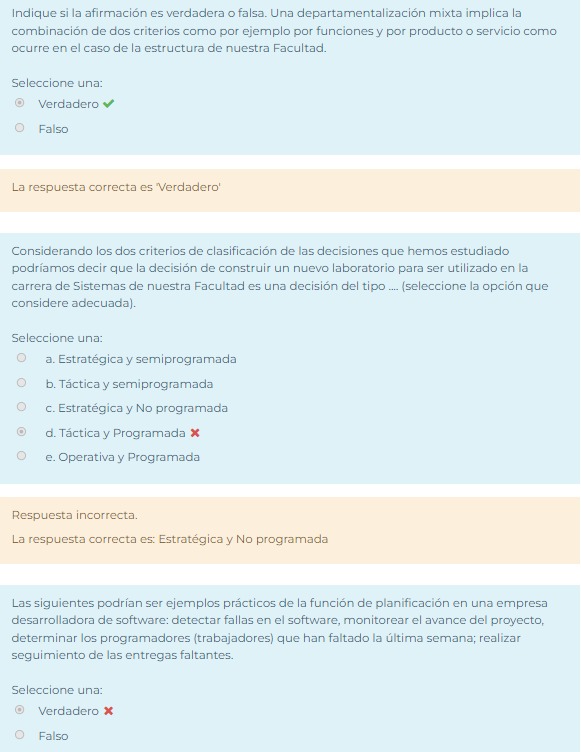 Indique si la afirmación es verdadera o falsa. Una departamentalización mixta implica la
combinación de dos criterios como por ejemplo por funciones y por producto o servicio como
ocurre en el caso de la estructura de nuestra Facultad.
Seleccione una:
Verdadero
Falso
La respuesta correcta es 'Verdadero'
Considerando los dos criterios de clasificación de las decisiones que hemos estudiado
podríamos decir que la decisión de construir un nuevo laboratorio para ser utilizado en la
carrera de Sistemas de nuestra Facultad es una decisión del tipo .... (seleccione la opción que
considere adecuada).
Seleccione una:
a. Estratégica y semiprogramada
b. Táctica y semiprogramada
c. Estratégica y No programada
d. Táctica y Programada
e. Operativa y Programada
Respuesta incorrecta.
La respuesta correcta es: Estratégica y No programada
Las siguientes podrían ser ejemplos prácticos de la función de planificación en una empresa
desarrolladora de software: detectar fallas en el software, monitorear el avance del proyecto,
determinar los programadores (trabajadores) que han faltado la última semana; realizar
seguimiento de las entregas faltantes.
Seleccione una:
Verdadero
Falso